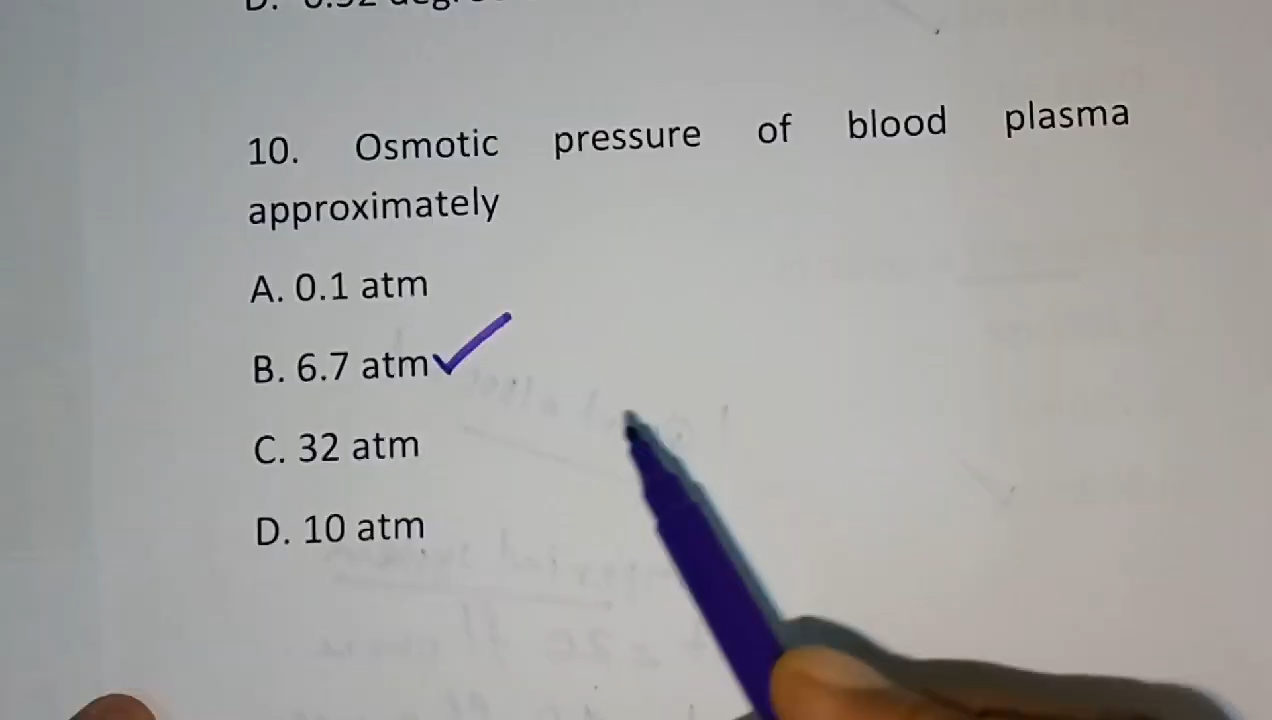 10. Osmotic pressure of blood plasma
approximately
A. 0.1 atm
B. 6.7 atm
C. 32 atm
D. 10 atm